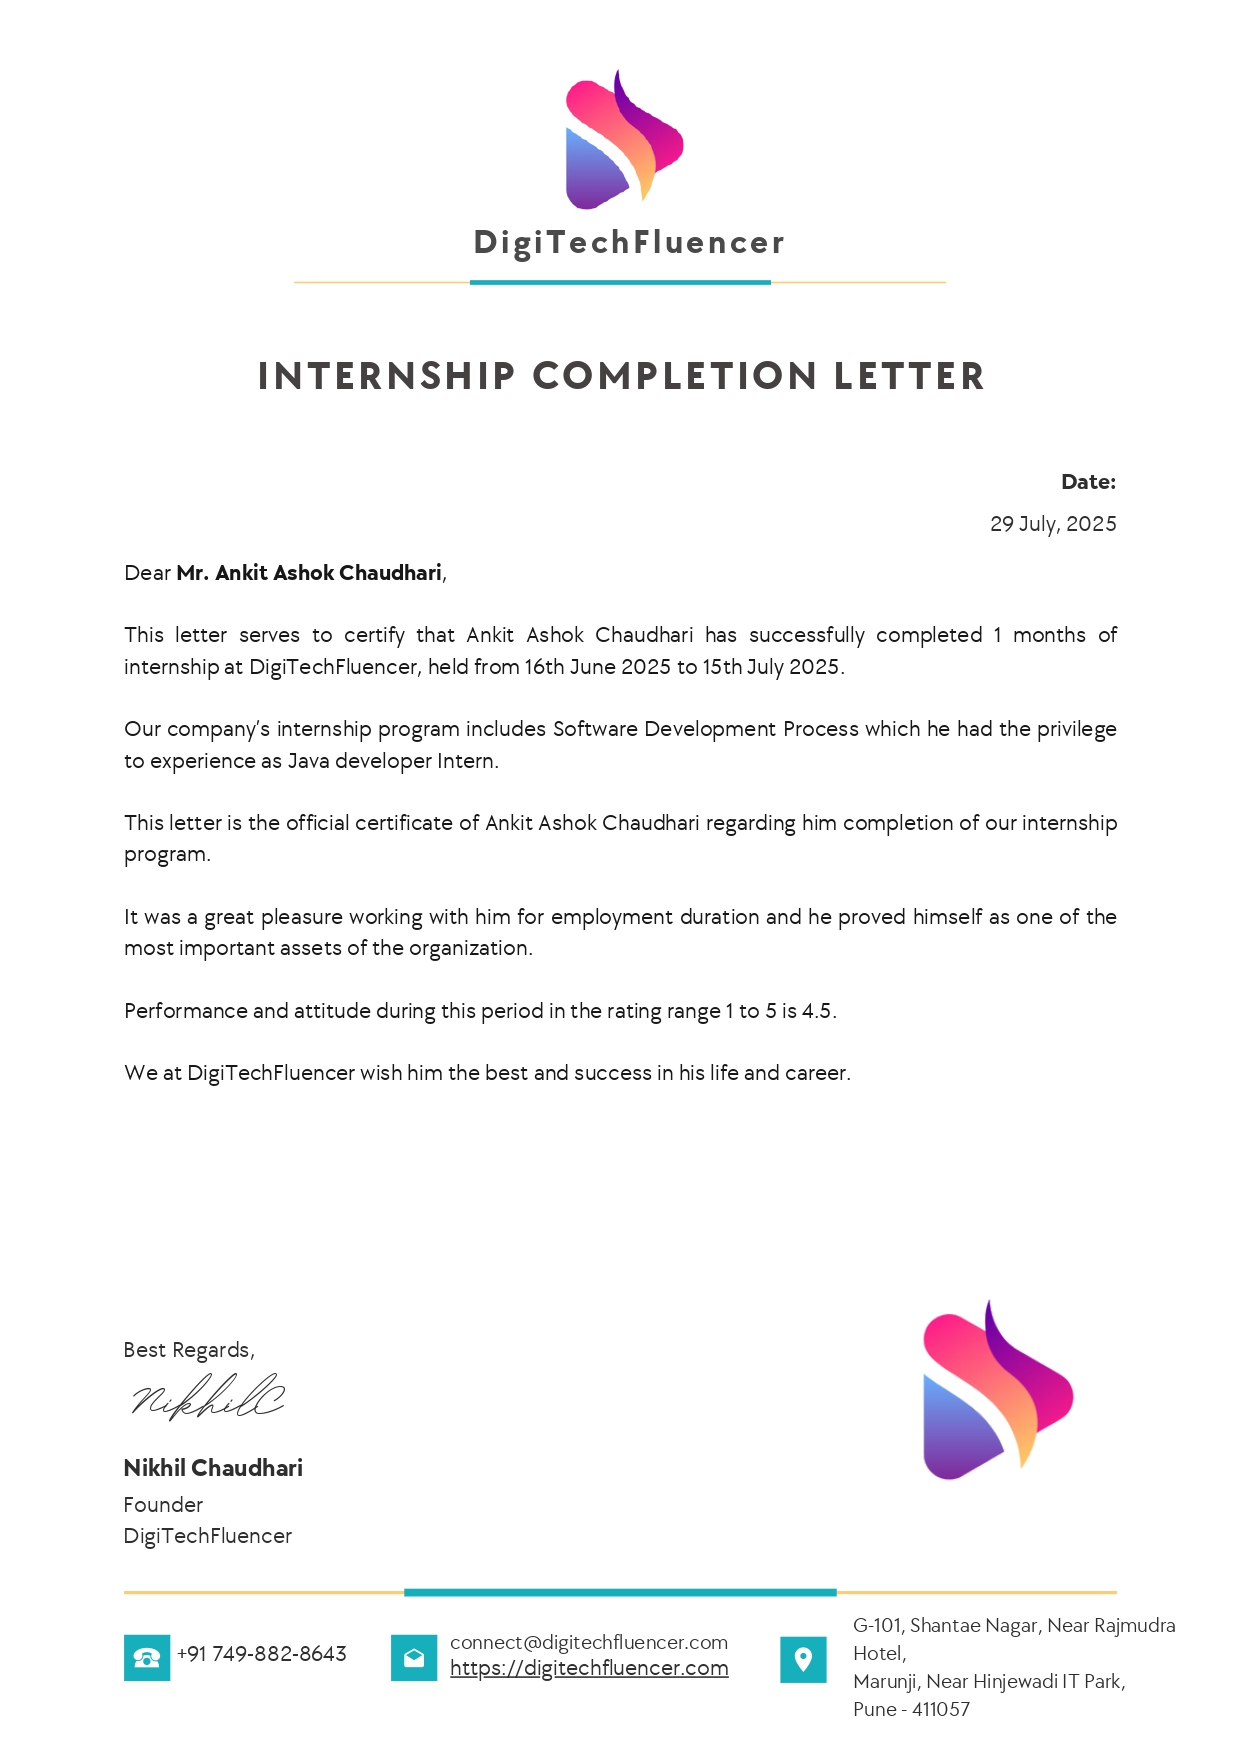 DigiTechFluencer
INTERNSHIP COMPLETION LETTER
Date:
29 July, 2025
Dear Mr. Ankit Ashok Chaudhari,
This letter serves to certify that Ankit Ashok Chaudhari has successfully completed 1 months of
internship at DigiTechFluencer, held from 16th June 2025 to 15th July 2025.
Our company's internship program includes Software Development Process which he had the privilege
to experience as Java developer Intern.
This letter is the official certificate of Ankit Ashok Chaudhari regarding him completion of our internship
program.
It was a great pleasure working with him for employment duration and he proved himself as one of the
most important assets of the organization.
Performance and attitude during this period in the rating range 1 to 5 is 4.5.
We at DigiTechFluencer wish him the best and success in his life and career.
Best Regards,
NikhilC
Nikhil Chaudhari
Founder
DigiTechFluencer
+91 749-882-8643
connect@digitechfluencer.com
https://digitechfluencer.com
G-101, Shantae Nagar, Near Rajmudra
Hotel,
Marunji, Near Hinjewadi IT Park,
Pune - 411057